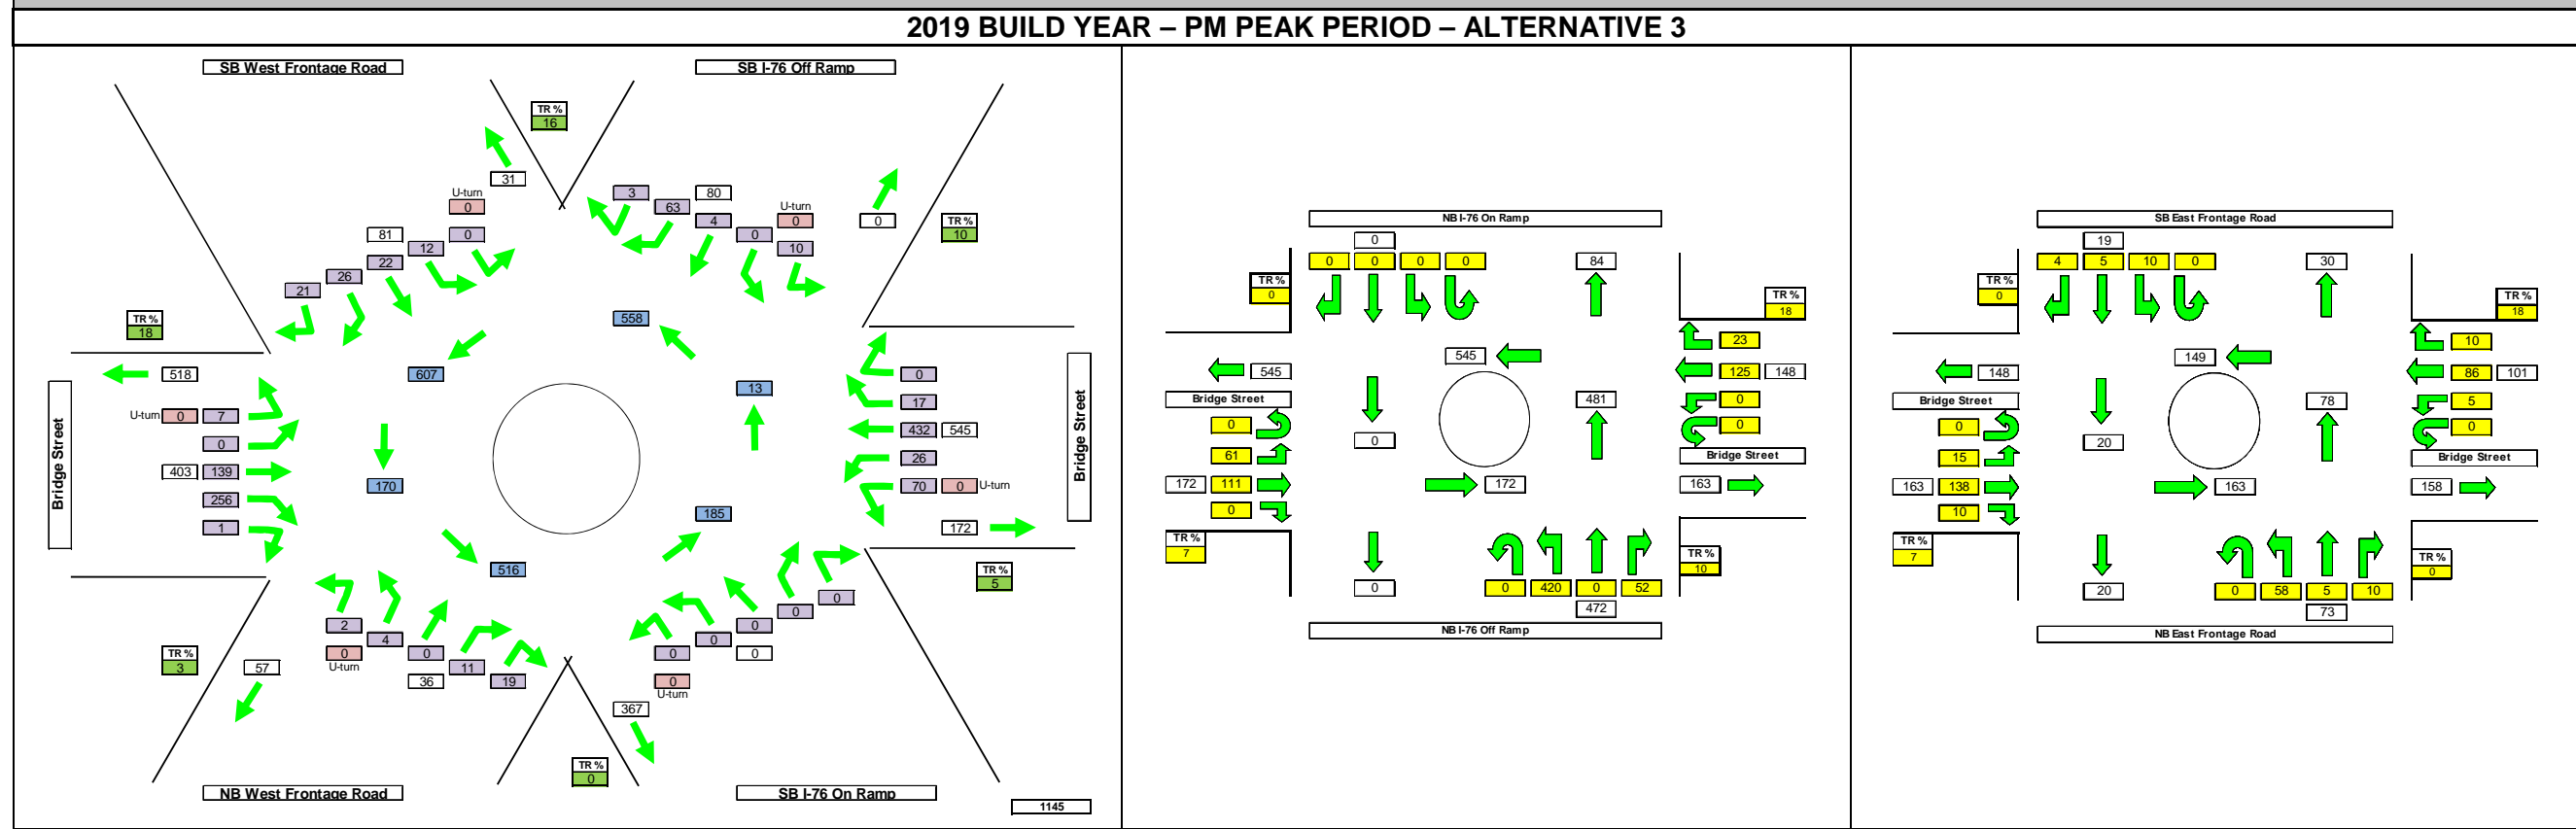 2019 BUILD YEAR – PM PEAK PERIOD – ALTERNATIVE 3
SB West Frontage Road
SB I-76 Off Ramp
TR %
16
31
U-turn
0
81
0
12
22
26
21
3
80
63
4
U-turn
0
0
10
0
TR %
10
TR %
18
518
558
607
13
0
17
432 545
26
70 0 U-turn
172
Bridge Street
U-turn 0 7
0
403 139
256
1
Bridge Street
170
185
516
TR %
5
0
0
0
0
0
0
0
U-turn
2
4
0
0
U-turn
11
36
19
TR %
3
57
367
TR %
0
NB West Frontage Road
SB I-76 On Ramp
1145
NB I-76 On Ramp
0
0 0 0 0
84
TR %
0
TR %
18
23
545
545
125 148
Bridge Street
481
0
0
0
0
61
Bridge Street
172 111
172
163
0
TR %
7
TR %
10
0
0 420 0 52
472
NB I-76 Off Ramp
SB East Frontage Road
19
4 5 10 0
30
TR %
0
TR %
18
10
149
148
86 101
Bridge Street
78
5
0
20
0
15
Bridge Street
163 138
163
158
10
TR %
7
TR %
0
20
0 58 5 10
73
NB East Frontage Road